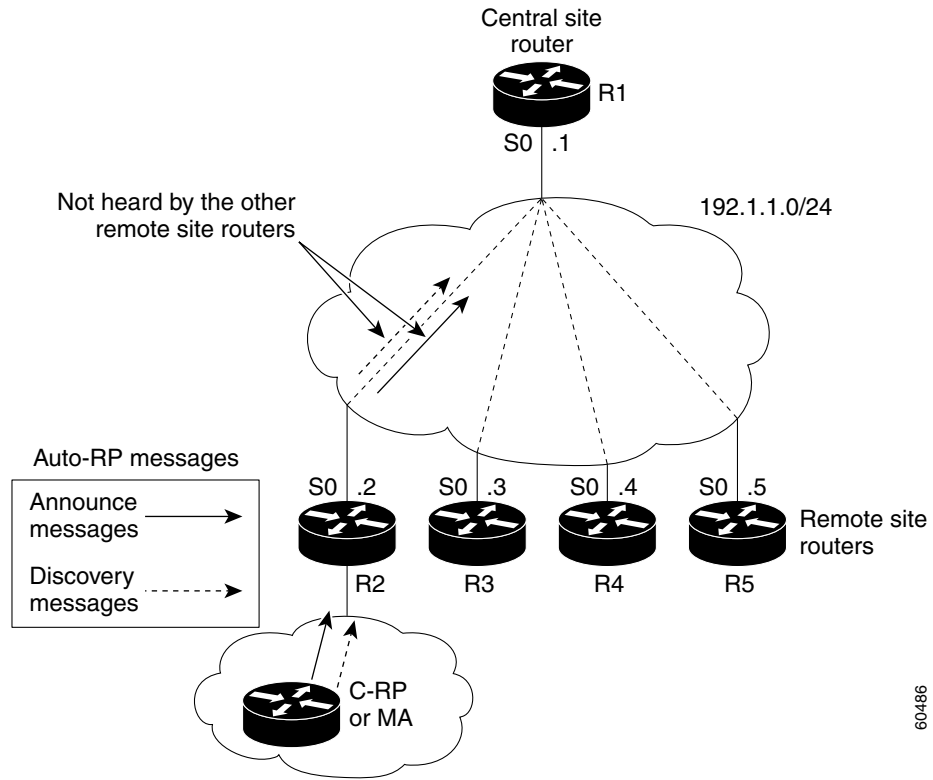 Central site
router
R1
S0 .1
Not heard by the other
remote site routers
192.1.1.0/24
Auto-RP messages
Announce
messages
Discovery
messages
S0 .2
S0 .3
S0 .4
S0 .5
Remote site
routers
R2
R3
R4
R5
C-RP
or MA
60486